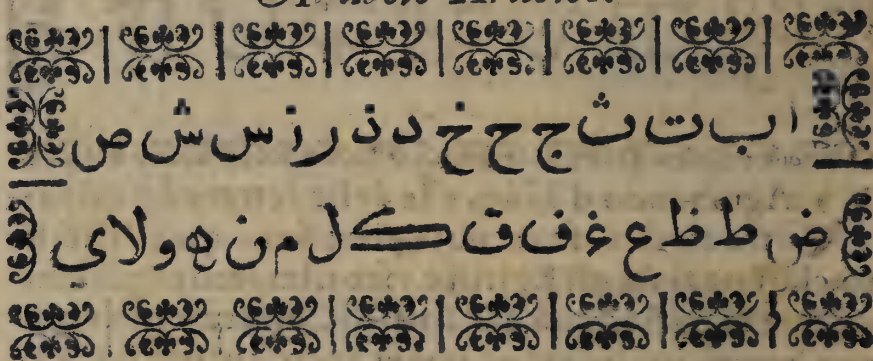 ا ب ت ث ج ح خ د ذ ر ز س ش ص
ض ط ظ ع غ ف ق ك ل م ن ه و لا ي